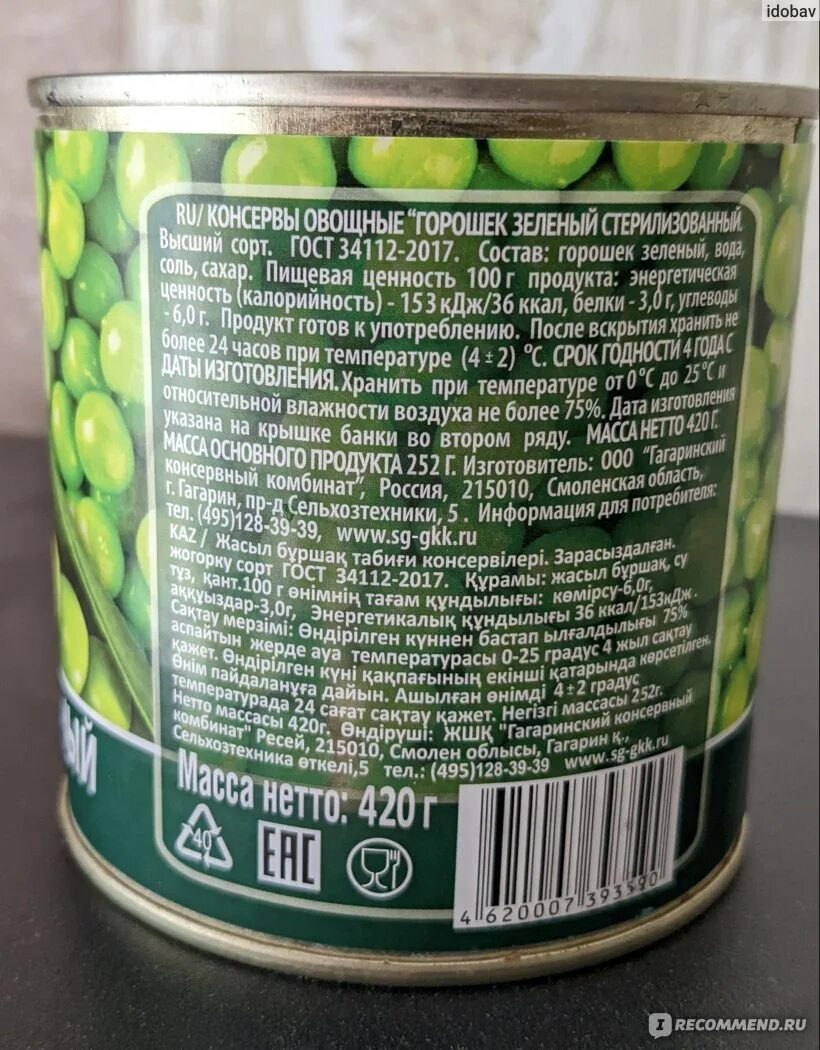 idobav
RU/ КОНСЕРВЫ ОВОЩНЫЕ "ГОРОШЕК ЗЕЛЕНЫЙ СТЕРИЛИЗОВАННЫЙ.
Высший сорт. ГОСТ 34112-2017. Состав: горошек зеленый, вода,
соль, сахар. Пищевая ценность 100 г продукта: энергетическая
ценность (калорийность) - 153 кДж/36 ккал, белки - 3,0 г, углеводы
- 6,0 г. Продукт готов к употреблению. После вскрытия хранить не
более 24 часов при температуре (4 ± 2) °С. СРОК ГОДНОСТИ 4 ГОДА С
ДАТЫ ИЗГОТОВЛЕНИЯ. Хранить при температуре от 0°С до 25°С и
относительной влажности воздуха не более 75%. Дата изготовления
указана на крышке банки во втором ряду. МАССА НЕТТО 420 Г.
МАССА ОСНОВНОГО ПРОДУКТА 252 Г. Изготовитель: ООО "Гагаринский
консервный комбинат", Россия, 215010, Смоленская область,
г. Гагарин, пр-д Сельхозтехники, 5 . Информация для потребителя:
тел. (495)128-39-39, www.sg-gkk.ru
KAZ / Жасыл бұршақ табиғи консервілері. Зарасыздалған.
жогорку сорт ГОСТ 34112-2017. Құрамы: жасыл бұршақ, су
тұз, қант.100 г өнімнің тағам құндылығы: көмірсу-6,0г,
аққуыздар-3,0г, Энергетикалық құндылығы 36 ккал/153кДж .
Сақтау мерзімі: Өндірілген күннен бастап ылғалдылығы 75%
аспайтын жерде ауа температурасы 0-25 градус 4 жыл сақтау
қажет. Өндірілген күні қақпағының екінші қатарында көрсетілген.
Өнім пайдалануға дайын. Ашылған өнімді 4±2 градус
температурада 24 сағат сақтау қажет. Негізгі массасы 252г.
Нетто массасы 420г. Өндіруші: ЖШҚ "Гагаринский консервный
комбинат" Ресей, 215010, Смолен облысы, Гагарин қ.,
Сельхозтехника өткелі,5 тел.: (495)128-39-39 www.sg-gkk.ru
ЫЙ
Масса нетто: 420 г
40
EAC
4 620007 393590
IRECOMMEND.RU